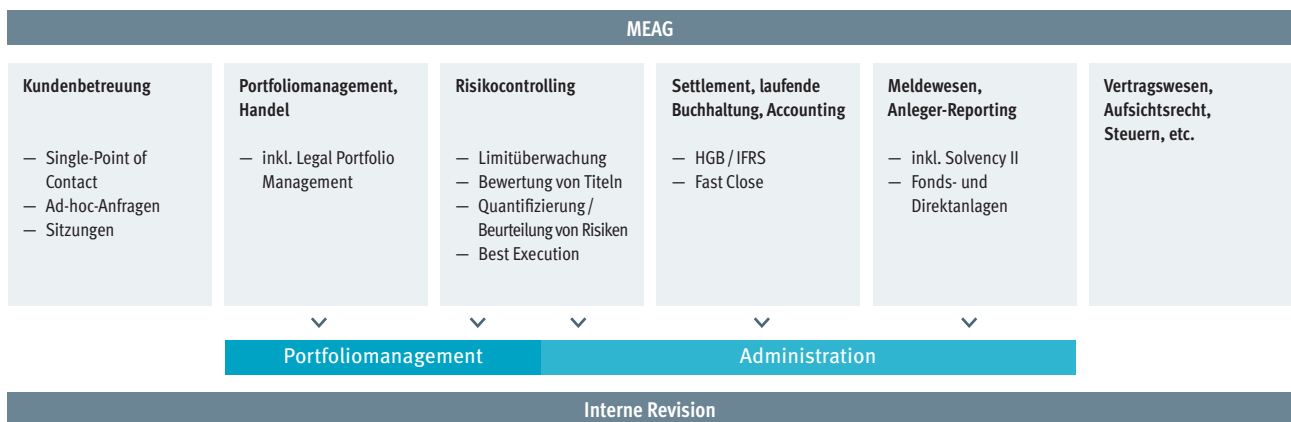 MEAG
Kundenbetreuung
— Single-Point of
Contact
— Ad-hoc-Anfragen
— Sitzungen
Portfoliomanagement,
Handel
— inkl. Legal Portfolio
Management
Risikocontrolling
— Limitüberwachung
— Bewertung von Titeln
— Quantifizierung /
Beurteilung von Risiken
— Best Execution
Settlement, laufende
Buchhaltung, Accounting
— HGB / IFRS
— Fast Close
Meldewesen,
Anleger-Reporting
— inkl. Solvency II
— Fonds- und
Direktanlagen
Vertragswesen,
Aufsichtsrecht,
Steuern, etc.
Portfoliomanagement
Administration
Interne Revision